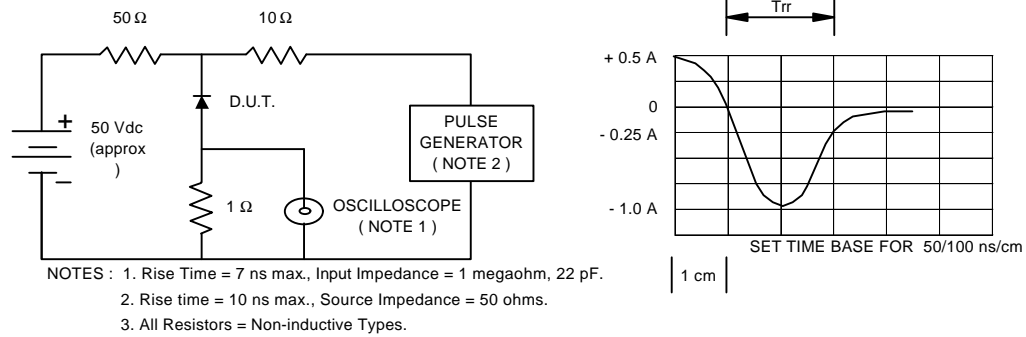 Trr
50 Ω
10 Ω
+ 0.5 A
D.U.T.
+
50 Vdc
(approx
)
−
PULSE
GENERATOR
( NOTE 2 )
0
- 0.25 A
1 Ω
OSCILLOSCOPE
( NOTE 1 )
- 1.0 A
SET TIME BASE FOR 50/100 ns/cm
1 cm
NOTES : 1. Rise Time = 7 ns max., Input Impedance = 1 megaohm, 22 pF.
2. Rise time = 10 ns max., Source Impedance = 50 ohms.
3. All Resistors = Non-inductive Types.